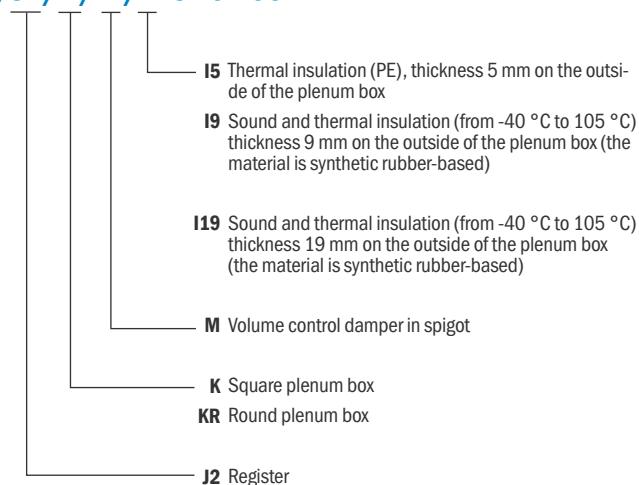 I5 Thermal insulation (PE), thickness 5 mm on the outsi-
de of the plenum box
I9 Sound and thermal insulation (from -40 °C to 105 °C)
thickness 9 mm on the outside of the plenum box (the
material is synthetic rubber-based)
I19 Sound and thermal insulation (from -40 °C to 105 °C)
thickness 19 mm on the outside of the plenum box
(the material is synthetic rubber-based)
M Volume control damper in spigot
K Square plenum box
KR Round plenum box
J2 Register